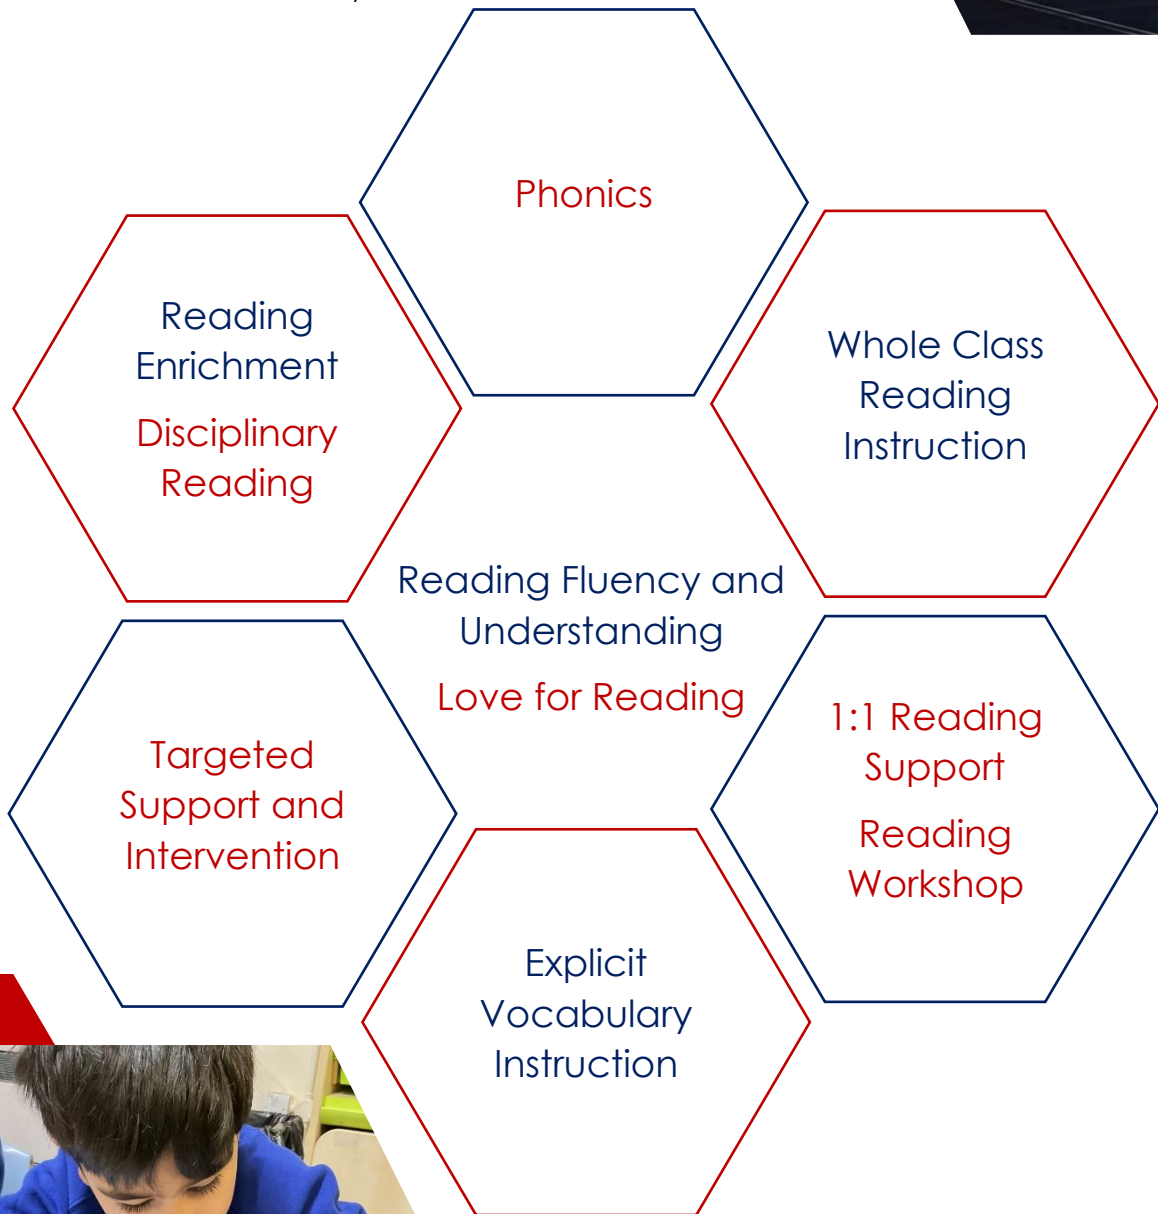 Phonics
Reading
Enrichment
Disciplinary
Reading
Whole Class
Reading
Instruction
Reading Fluency and
Understanding
Love for Reading
Targeted
Support and
Intervention
1:1 Reading
Support
Reading
Workshop
Explicit
Vocabulary
Instruction